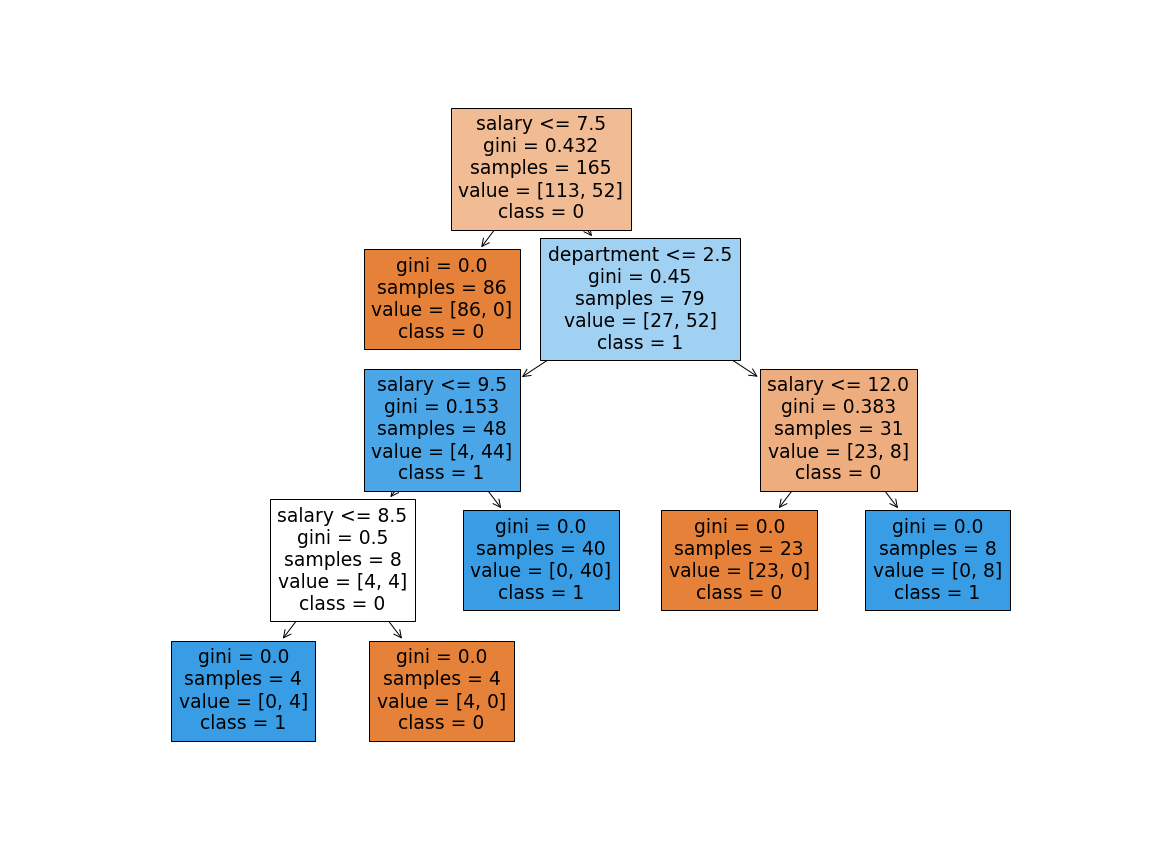 salary <= 7.5
gini = 0.432
samples = 165
value = [113, 52]
class = 0
gini = 0.0
samples = 86
value = [86, 0]
class = 0
department <= 2.5
gini = 0.45
samples = 79
value = [27, 52]
class = 1
salary <= 9.5
gini = 0.153
samples = 48
value = [4, 44]
class = 1
salary <= 12.0
gini = 0.383
samples = 31
value = [23, 8]
class = 0
salary <= 8.5
gini = 0.5
samples = 8
value = [4, 4]
class = 0
gini = 0.0
samples = 40
value = [0, 40]
class = 1
gini = 0.0
samples = 23
value = [23, 0]
class = 0
gini = 0.0
samples = 8
value = [0, 8]
class = 1
gini = 0.0
samples = 4
value = [0, 4]
class = 1
gini = 0.0
samples = 4
value = [4, 0]
class = 0